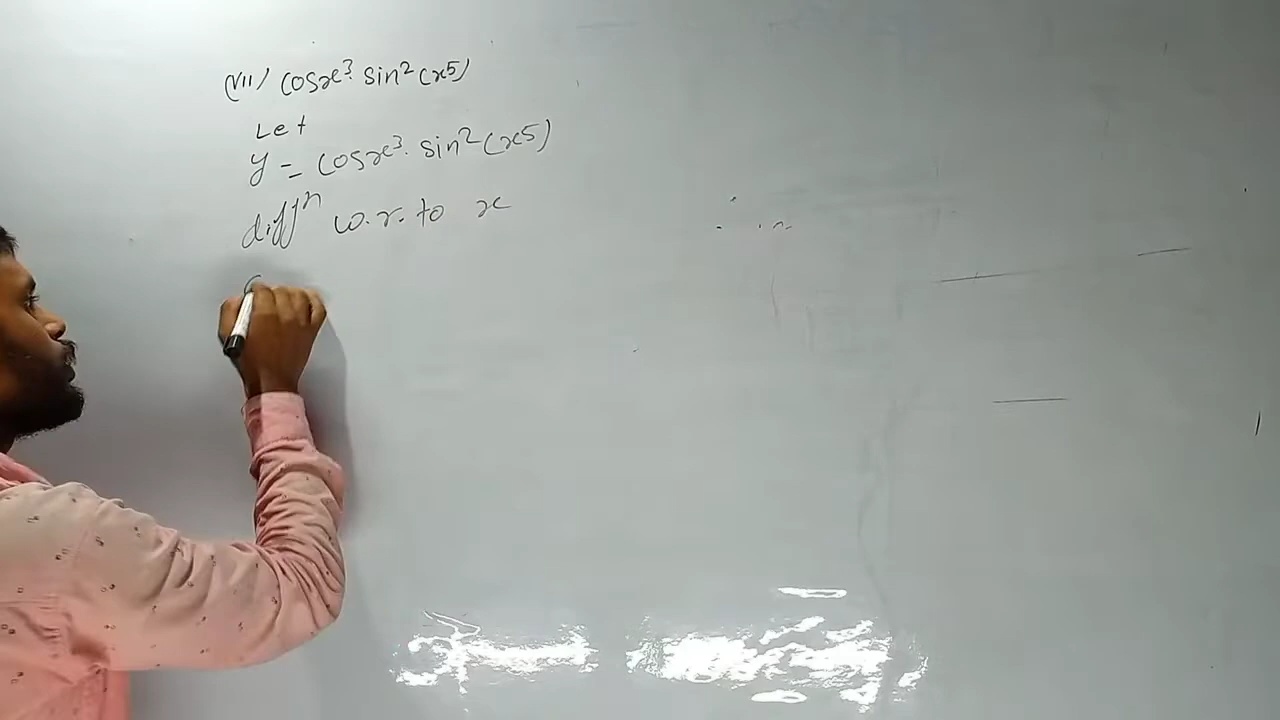 (VII) cosx³. sin²(x⁵)
Let
y = cosx³. sin²(x⁵)
diffⁿ w.r. to x